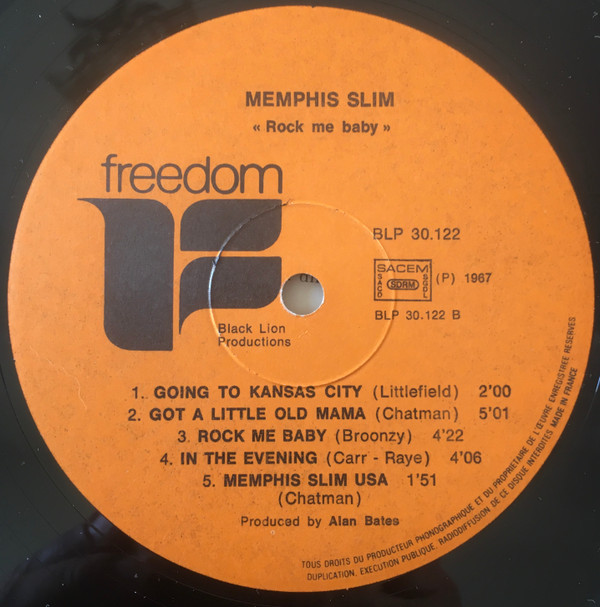 MEMPHIS SLIM
« Rock me baby »
freedom
BLP 30.122
SACEM
SACD
SDRM
SGDL
(P) 1967
BLP 30.122 B
Black Lion
Productions
1. GOING TO KANSAS CITY (Littlefield) 2'00
2. GOT A LITTLE OLD MAMA (Chatman) 5'01
3. ROCK ME BABY (Broonzy) 4'22
4. IN THE EVENING (Carr - Raye) 4'06
5. MEMPHIS SLIM USA 1'51
(Chatman)
Produced by Alan Bates
TOUS DROITS DU PRODUCTEUR PHONOGRAPHIQUE ET DU PROPRIETAIRE DE L'ŒUVRE ENREGISTREE RESERVES
DUPLICATION, EXECUTION PUBLIQUE, RADIODIFFUSION DE CE DISQUE INTERDITES MADE IN FRANCE